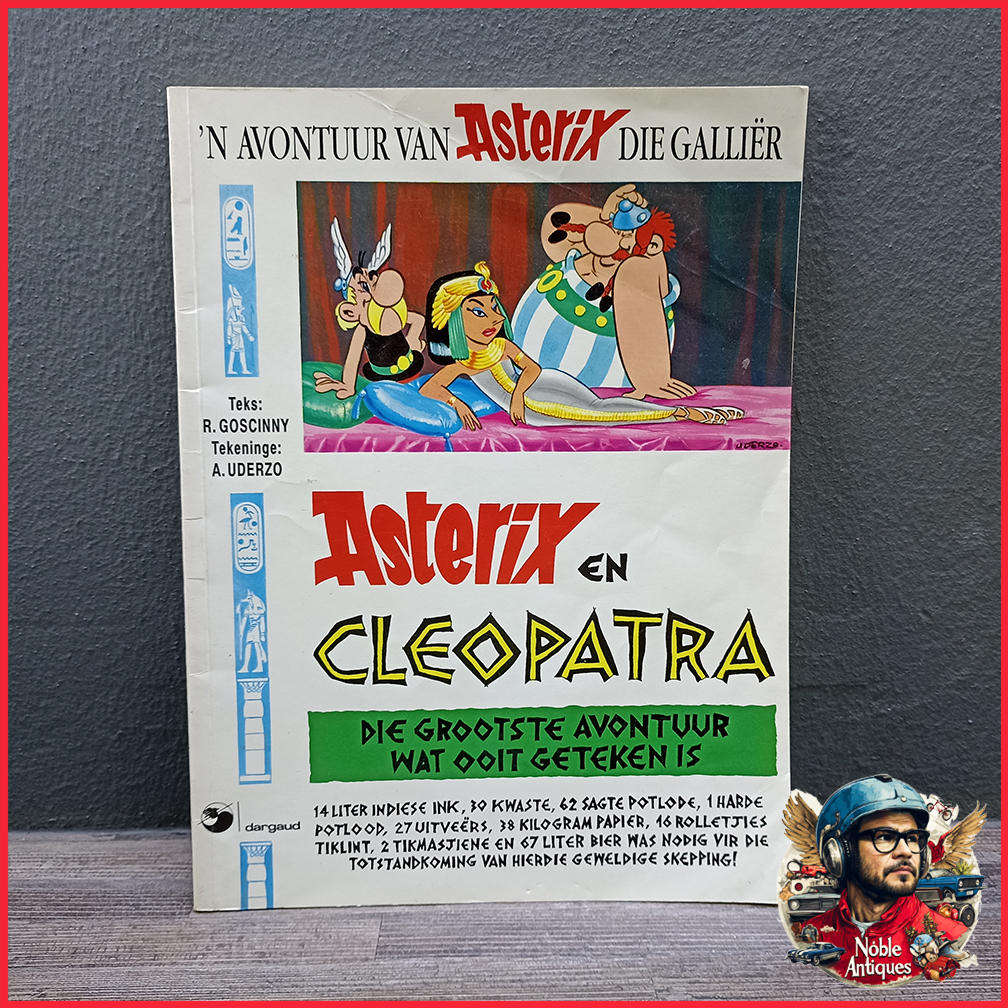 'N AVONTUUR VAN Asterix DIE GALLIËR
Teks:
R. GOSCINNY
Tekeninge:
A. UDERZO
UDERZO.
Asterix EN
CLEOPATRA
DIE GROOTSTE AVONTUUR
WAT OOIT GETEKEN IS
14 LITER INDIESE INK, 30 KWASTE, 62 SAGTE POTLODE, 1 HARDE
POTLOOD, 27 UITVEËRS, 38 KILOGRAM PAPIER, 16 ROLLETJIES
TIKLINT, 2 TIKMASJIENE EN 67 LITER BIER WAS NODIG VIR DIE
TOTSTANDKOMING VAN HIERDIE GEWELDIGE SKEPPING!
dargaud
Noble
Antiques